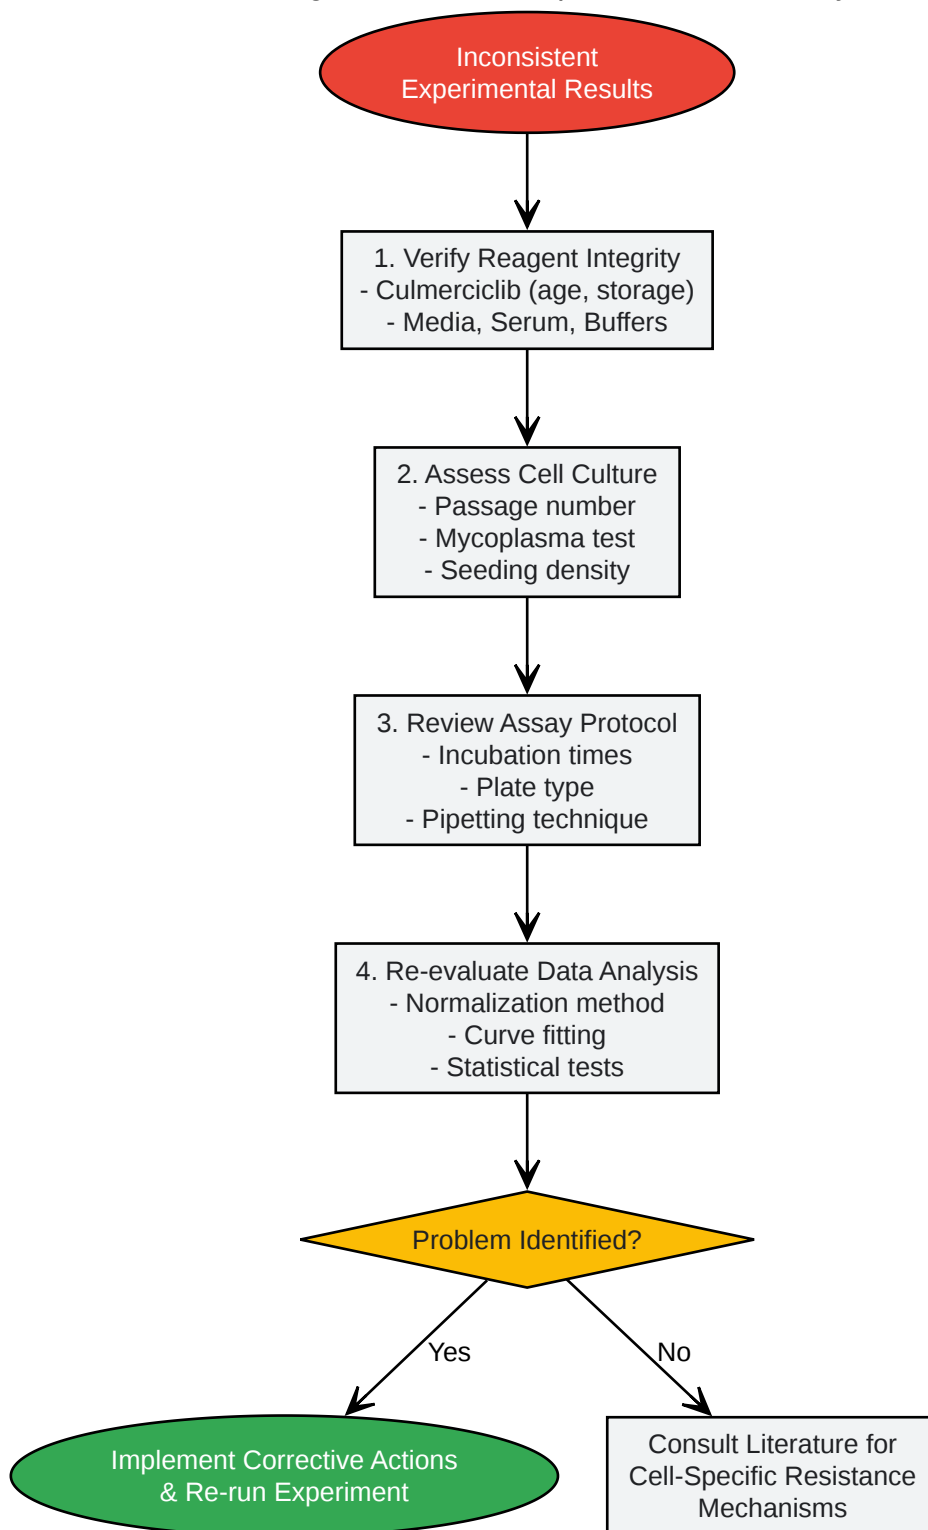 Inconsistent
Experimental Results
1. Verify Reagent Integrity
- Culmerciclib (age, storage)
- Media, Serum, Buffers
2. Assess Cell Culture
- Passage number
- Mycoplasma test
- Seeding density
3. Review Assay Protocol
- Incubation times
- Plate type
- Pipetting technique
4. Re-evaluate Data Analysis
- Normalization method
- Curve fitting
- Statistical tests
Problem Identified?
Yes
No
Implement Corrective Actions
& Re-run Experiment
Consult Literature for
Cell-Specific Resistance
Mechanisms